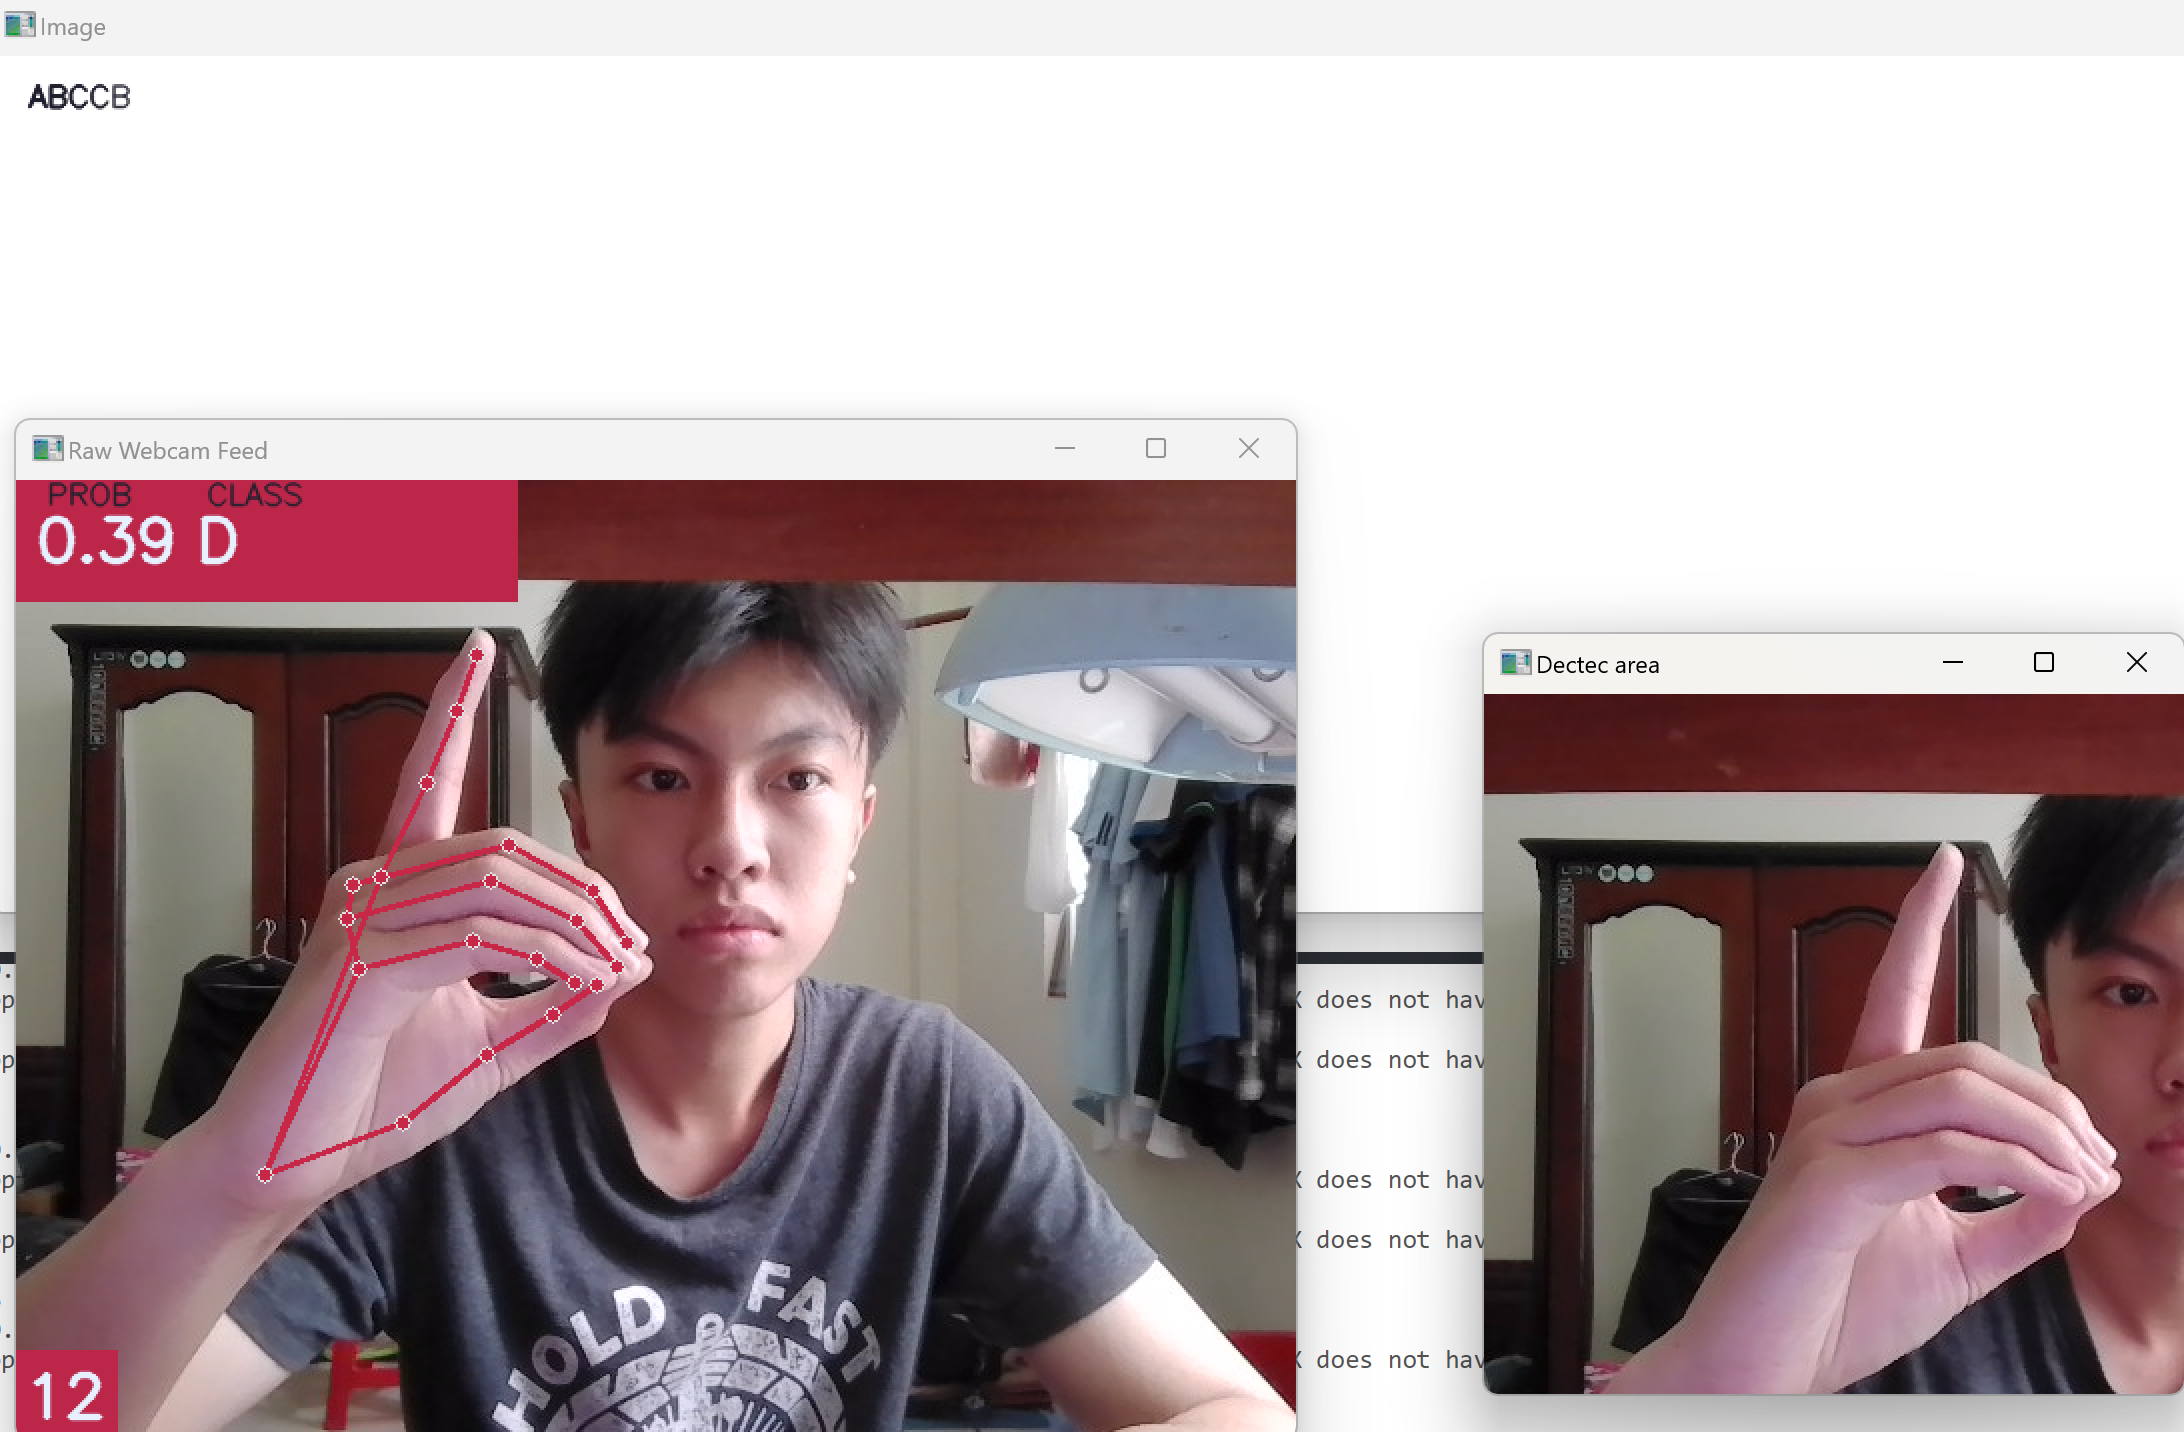 Image
ABCCB
Raw Webcam Feed
PROB CLASS
0.39 D
Dectec area
X does not hav
X does not hav
X does not hav
X does not hav
X does not hav
HOLD FAST
12